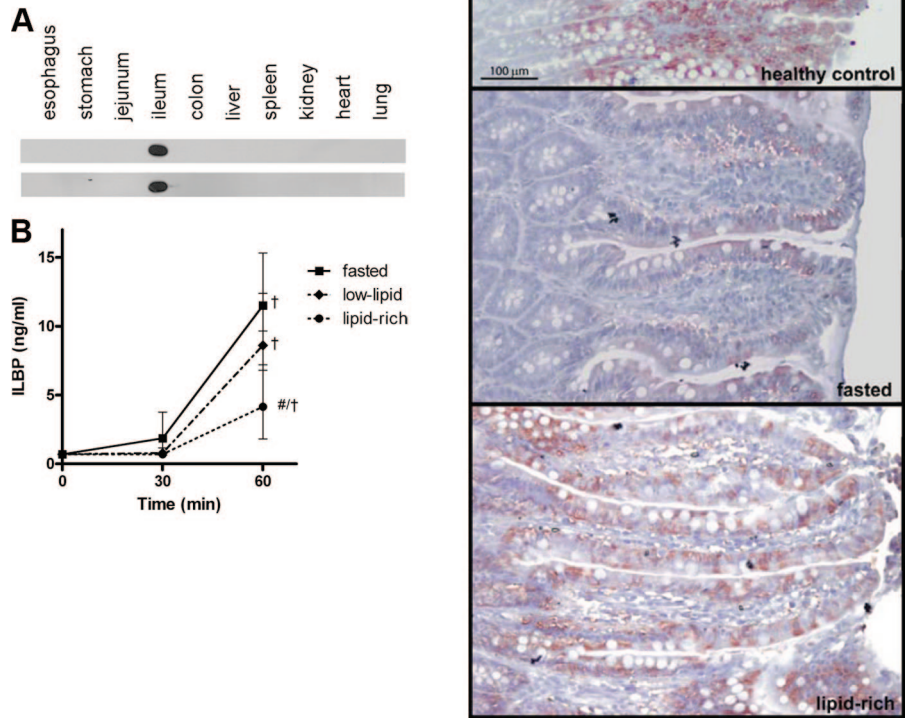 A
esophagus
stomach
jejunum
ileum
colon
liver
spleen
kidney
heart
lung
B
ILBP (ng/ml)
15
10
5
0
0 30 60
Time (min)
fasted
low-lipid
lipid-rich
†
†
#/†
100 µm
healthy control
fasted
lipid-rich